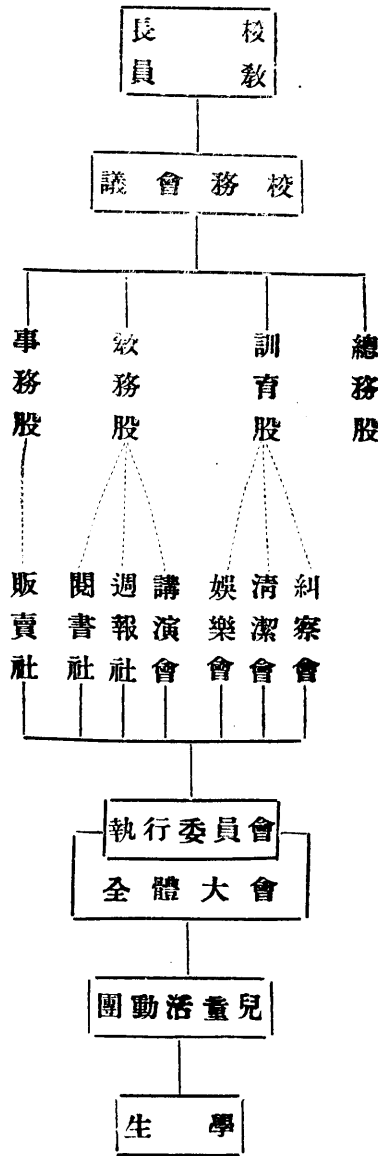 校長
教員
校務會議
總務股
訓育股
教務股
事務股
糾察會
清潔會
娛樂會
講演會
週報社
閱書社
販賣社
執行委員會
全體大會
兒童活動團
學生